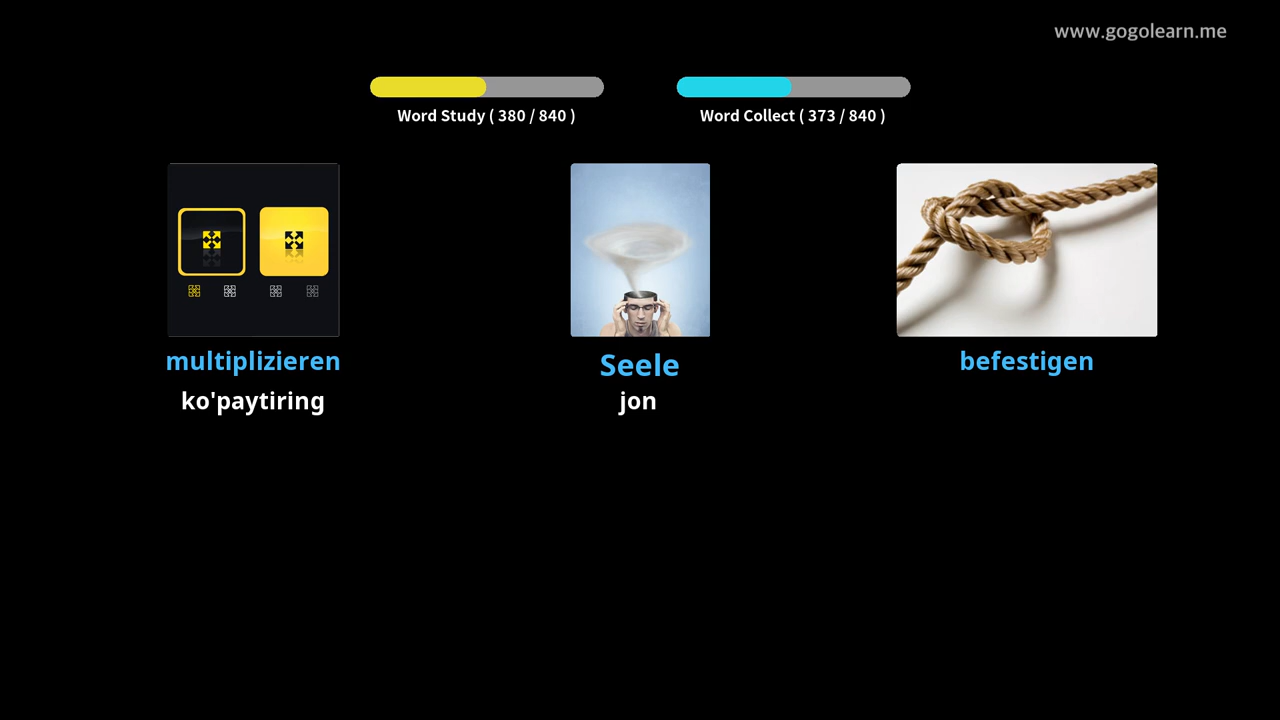 www.gogolearn.me
Word Study ( 380 / 840 )
Word Collect ( 373 / 840 )
multiplizieren
ko'paytiring
Seele
jon
befestigen